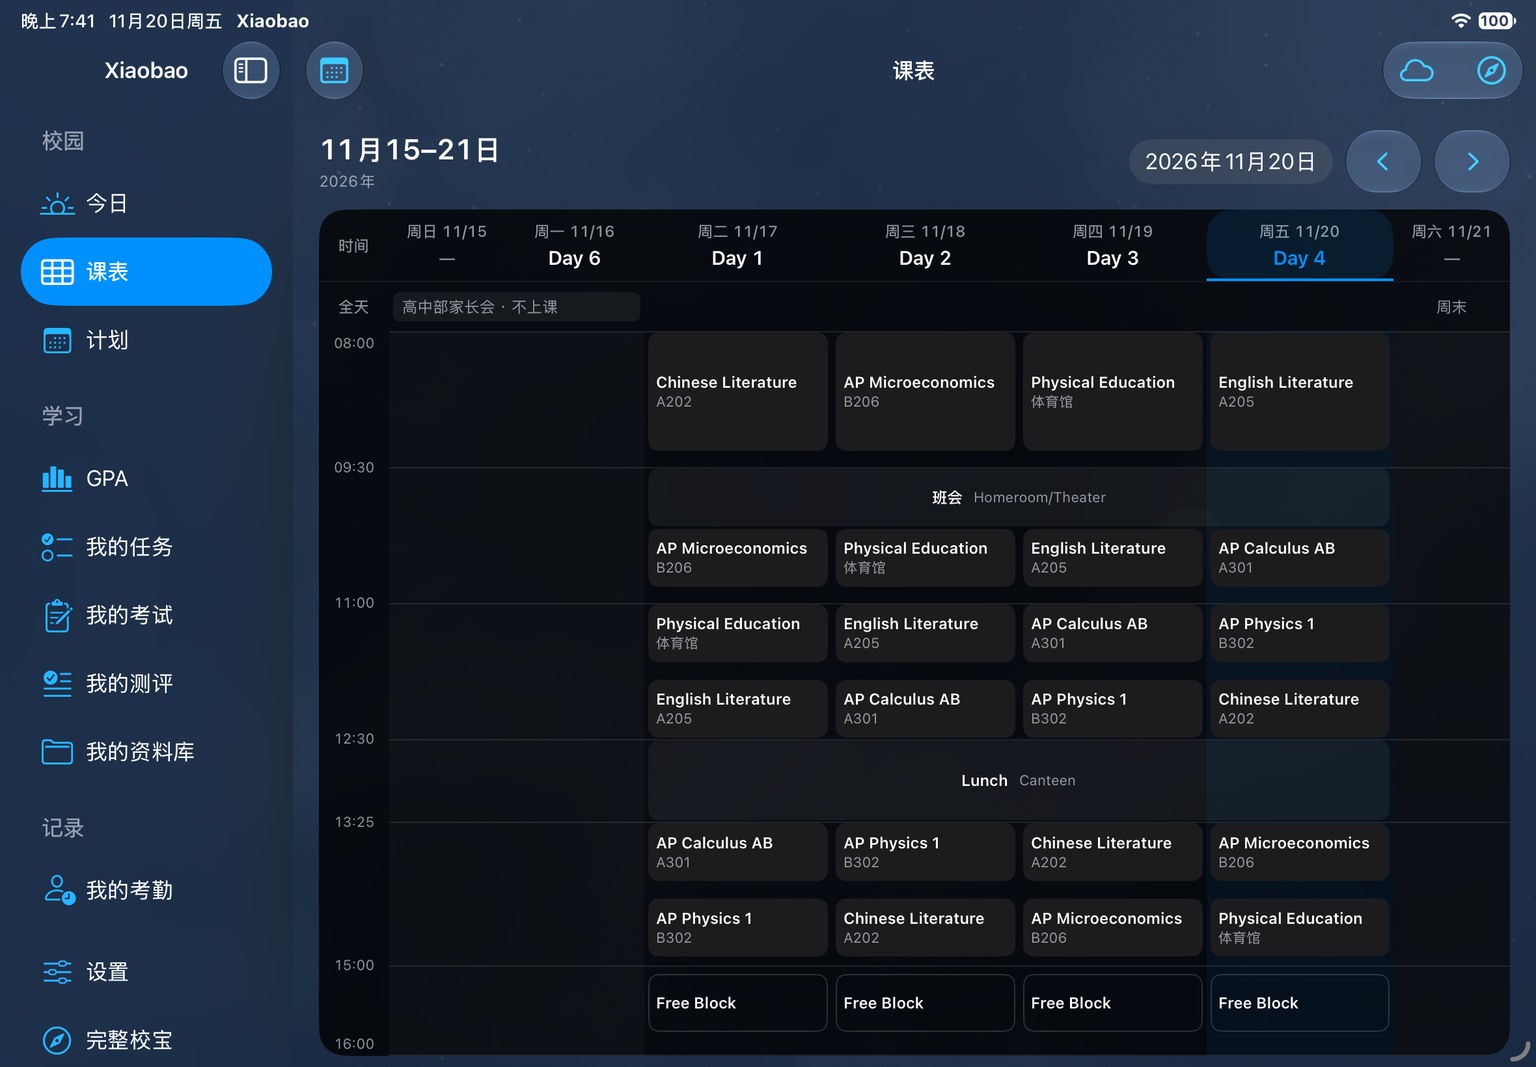 晚上7:41 11月20日周五 Xiaobao
100
Xiaobao
课表
校园
今日
课表
计划
学习
GPA
我的任务
我的考试
我的测评
我的资料库
记录
我的考勤
设置
完整校宝
11月15–21日
2026年
2026年11月20日
时间
周日 11/15
—
周一 11/16
Day 6
周二 11/17
Day 1
周三 11/18
Day 2
周四 11/19
Day 3
周五 11/20
Day 4
周六 11/21
—
全天
高中部家长会 · 不上课
周末
08:00
Chinese Literature
A202
AP Microeconomics
B206
Physical Education
体育馆
English Literature
A205
09:30
班会 Homeroom/Theater
AP Microeconomics
B206
Physical Education
体育馆
English Literature
A205
AP Calculus AB
A301
11:00
Physical Education
体育馆
English Literature
A205
AP Calculus AB
A301
AP Physics 1
B302
English Literature
A205
AP Calculus AB
A301
AP Physics 1
B302
Chinese Literature
A202
12:30
Lunch Canteen
13:25
AP Calculus AB
A301
AP Physics 1
B302
Chinese Literature
A202
AP Microeconomics
B206
AP Physics 1
B302
Chinese Literature
A202
AP Microeconomics
B206
Physical Education
体育馆
15:00
Free Block
Free Block
Free Block
Free Block
16:00